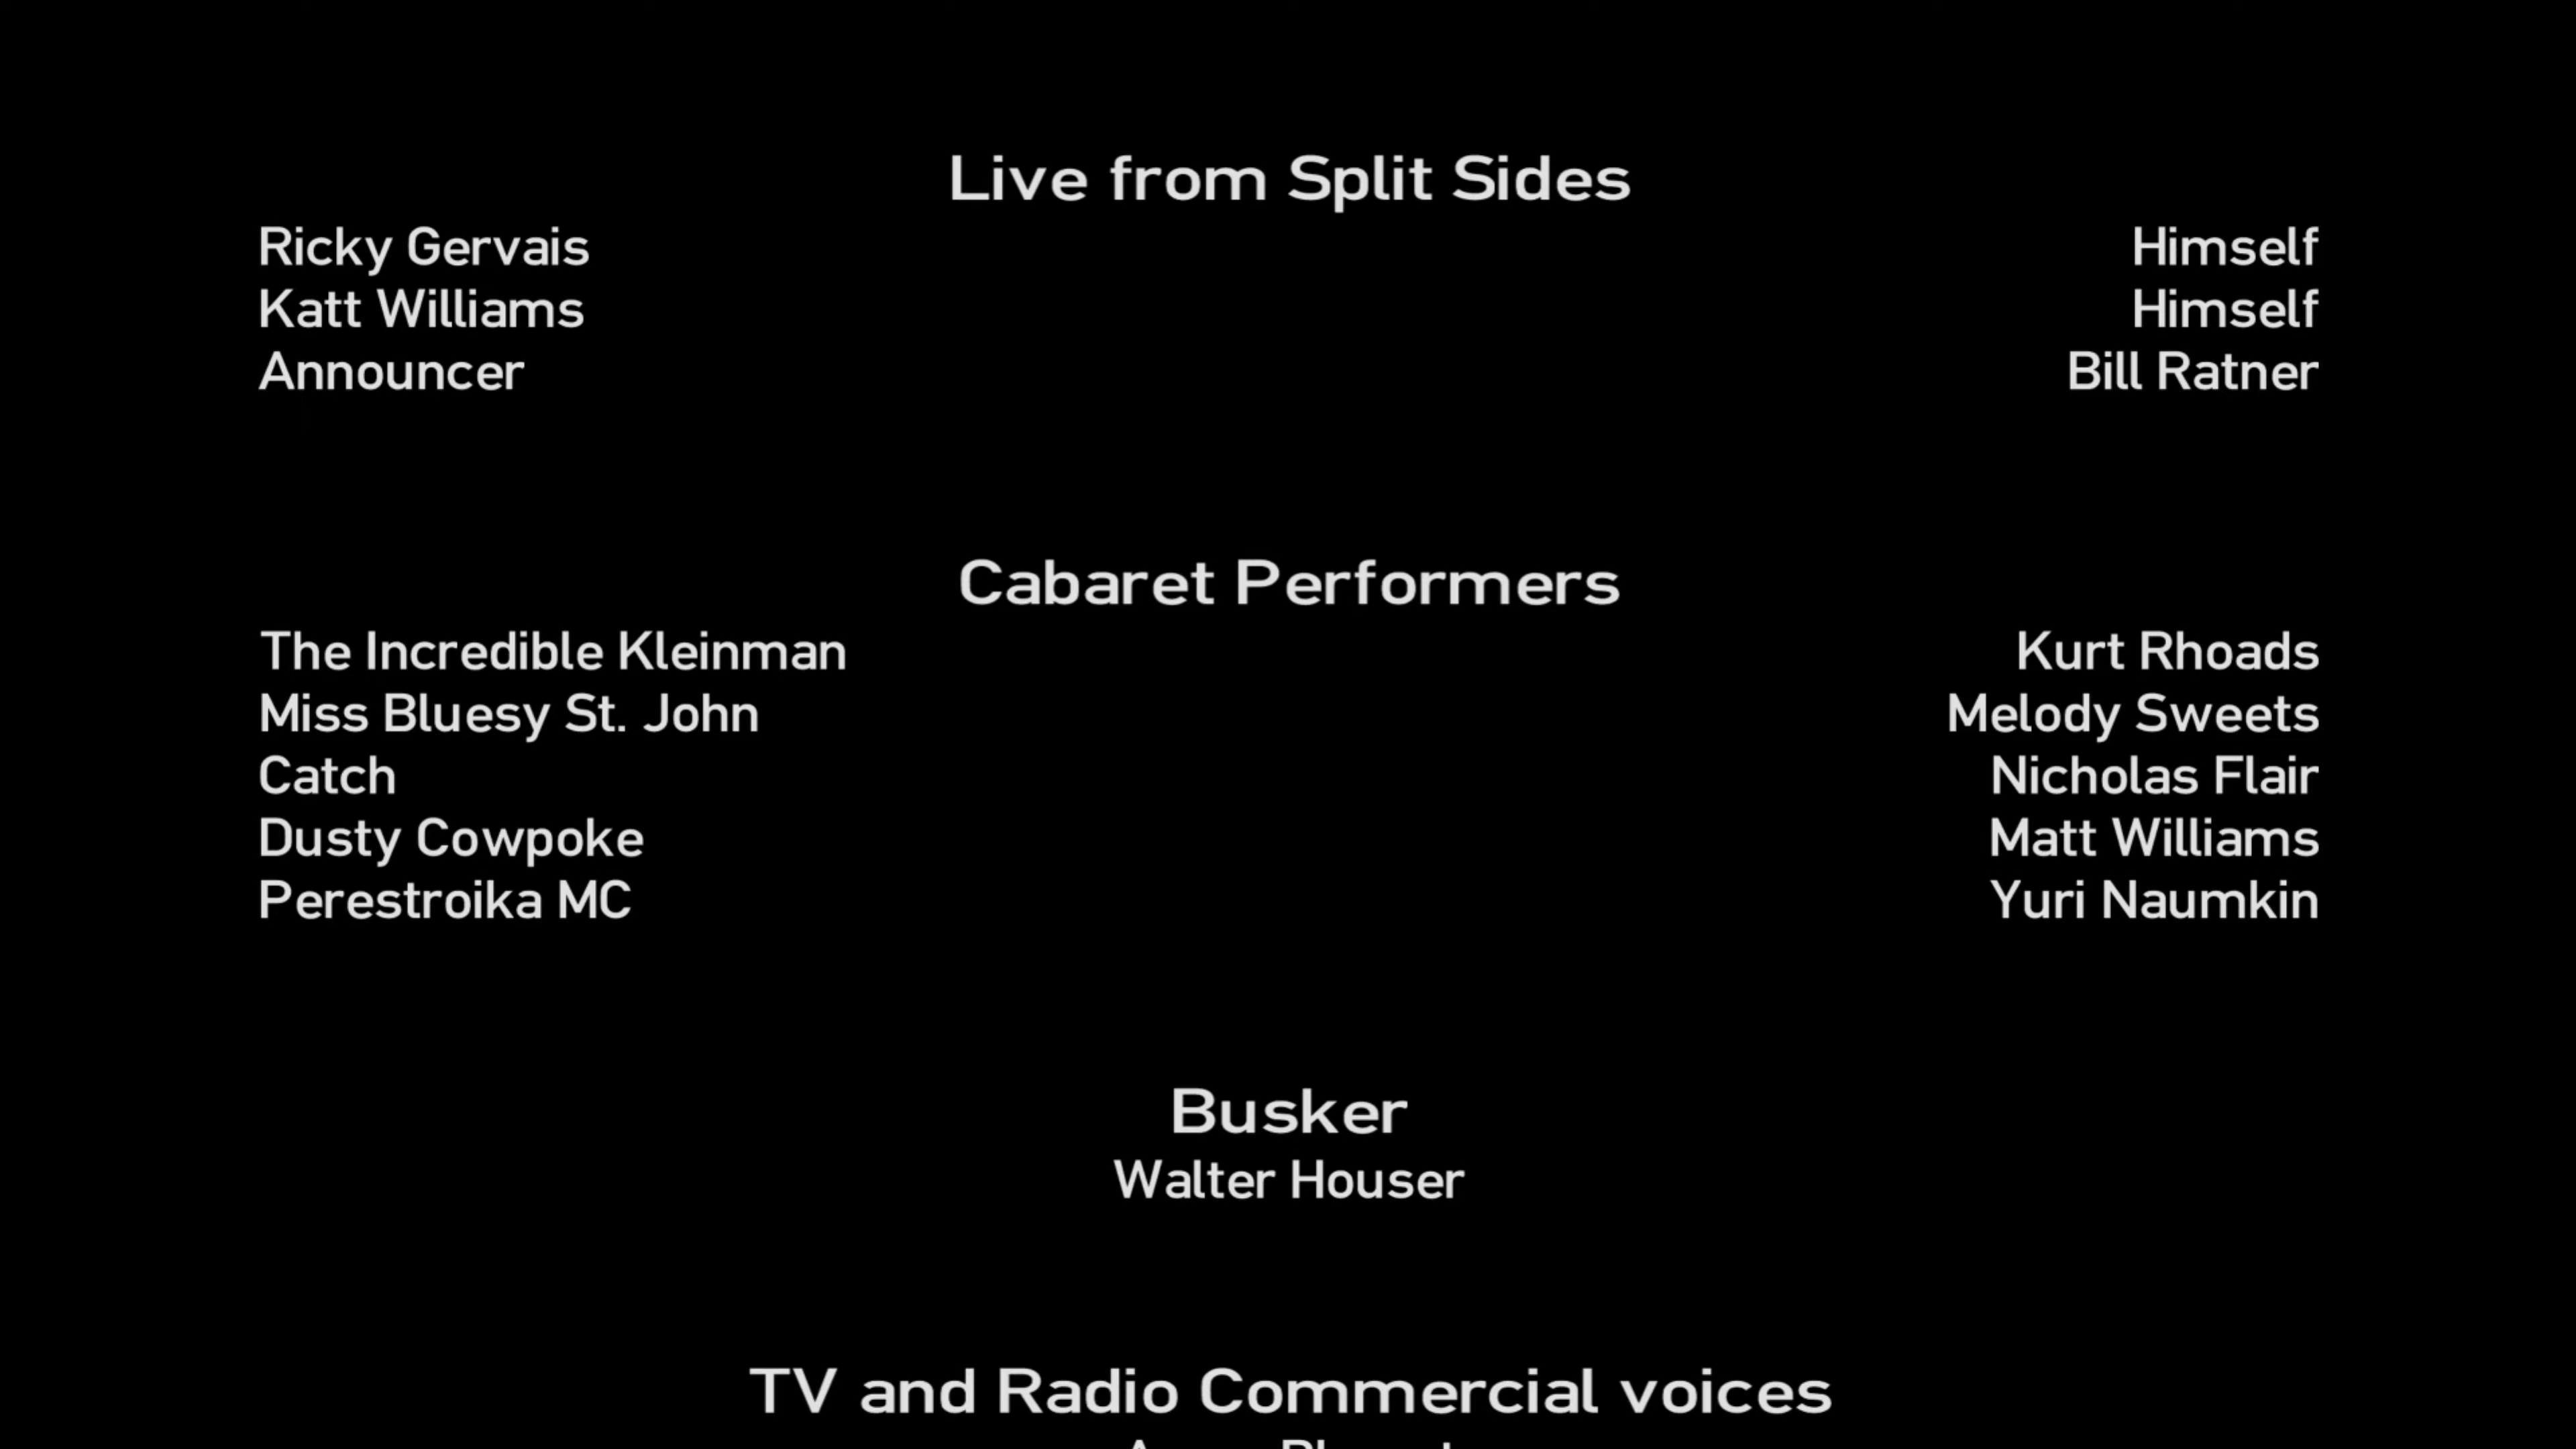 Live from Split Sides
Ricky Gervais Himself
Katt Williams Himself
Announcer Bill Ratner
Cabaret Performers
The Incredible Kleinman Kurt Rhoads
Miss Bluesy St. John Melody Sweets
Catch Nicholas Flair
Dusty Cowpoke Matt Williams
Perestroika MC Yuri Naumkin
Busker
Walter Houser
TV and Radio Commercial voices